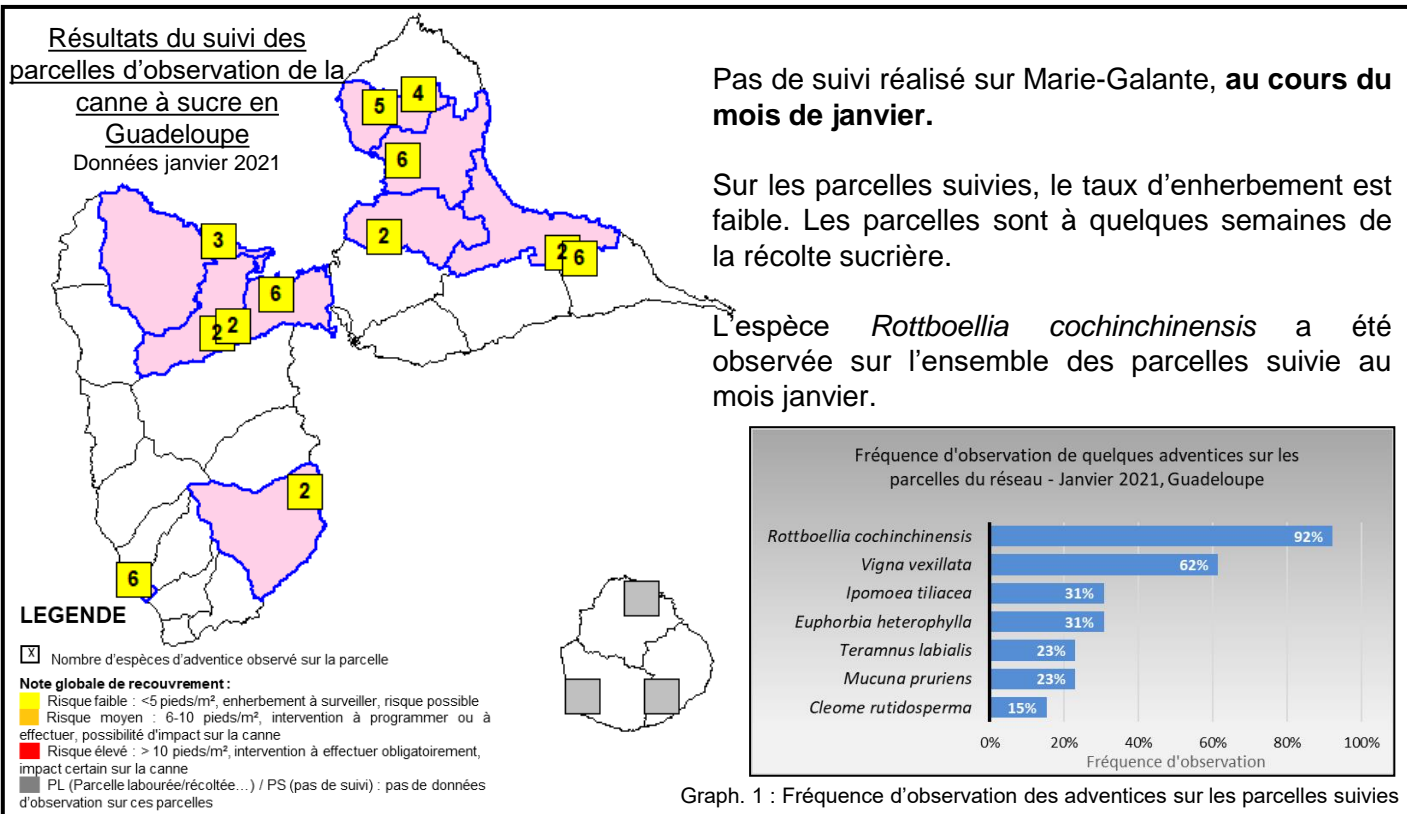 Résultats du suivi des
parcelles d'observation de la
canne à sucre en
Guadeloupe
Données janvier 2021
5
4
6
3
2
2
6
6
2
2
2
6
LEGENDE
X Nombre d'espèces d'adventice observé sur la parcelle
Note globale de recouvrement :
Risque faible : <5 pieds/m², enherbement à surveiller, risque possible
Risque moyen : 6-10 pieds/m², intervention à programmer ou à
effectuer, possibilité d'impact sur la canne
Risque élevé : > 10 pieds/m², intervention à effectuer obligatoirement,
impact certain sur la canne
PL (Parcelle labourée/récoltée…) / PS (pas de suivi) : pas de données
d'observation sur ces parcelles
Pas de suivi réalisé sur Marie-Galante, au cours du
mois de janvier.
Sur les parcelles suivies, le taux d'enherbement est
faible. Les parcelles sont à quelques semaines de
la récolte sucrière.
L'espèce Rottboellia cochinchinensis a été
observée sur l'ensemble des parcelles suivie au
mois janvier.
Fréquence d'observation de quelques adventices sur les
parcelles du réseau - Janvier 2021, Guadeloupe
Rottboellia cochinchinensis 92%
Vigna vexillata 62%
Ipomoea tiliacea 31%
Euphorbia heterophylla 31%
Teramnus labialis 23%
Mucuna pruriens 23%
Cleome rutidosperma 15%
0% 20% 40% 60% 80% 100%
Fréquence d'observation
Graph. 1 : Fréquence d'observation des adventices sur les parcelles suivies